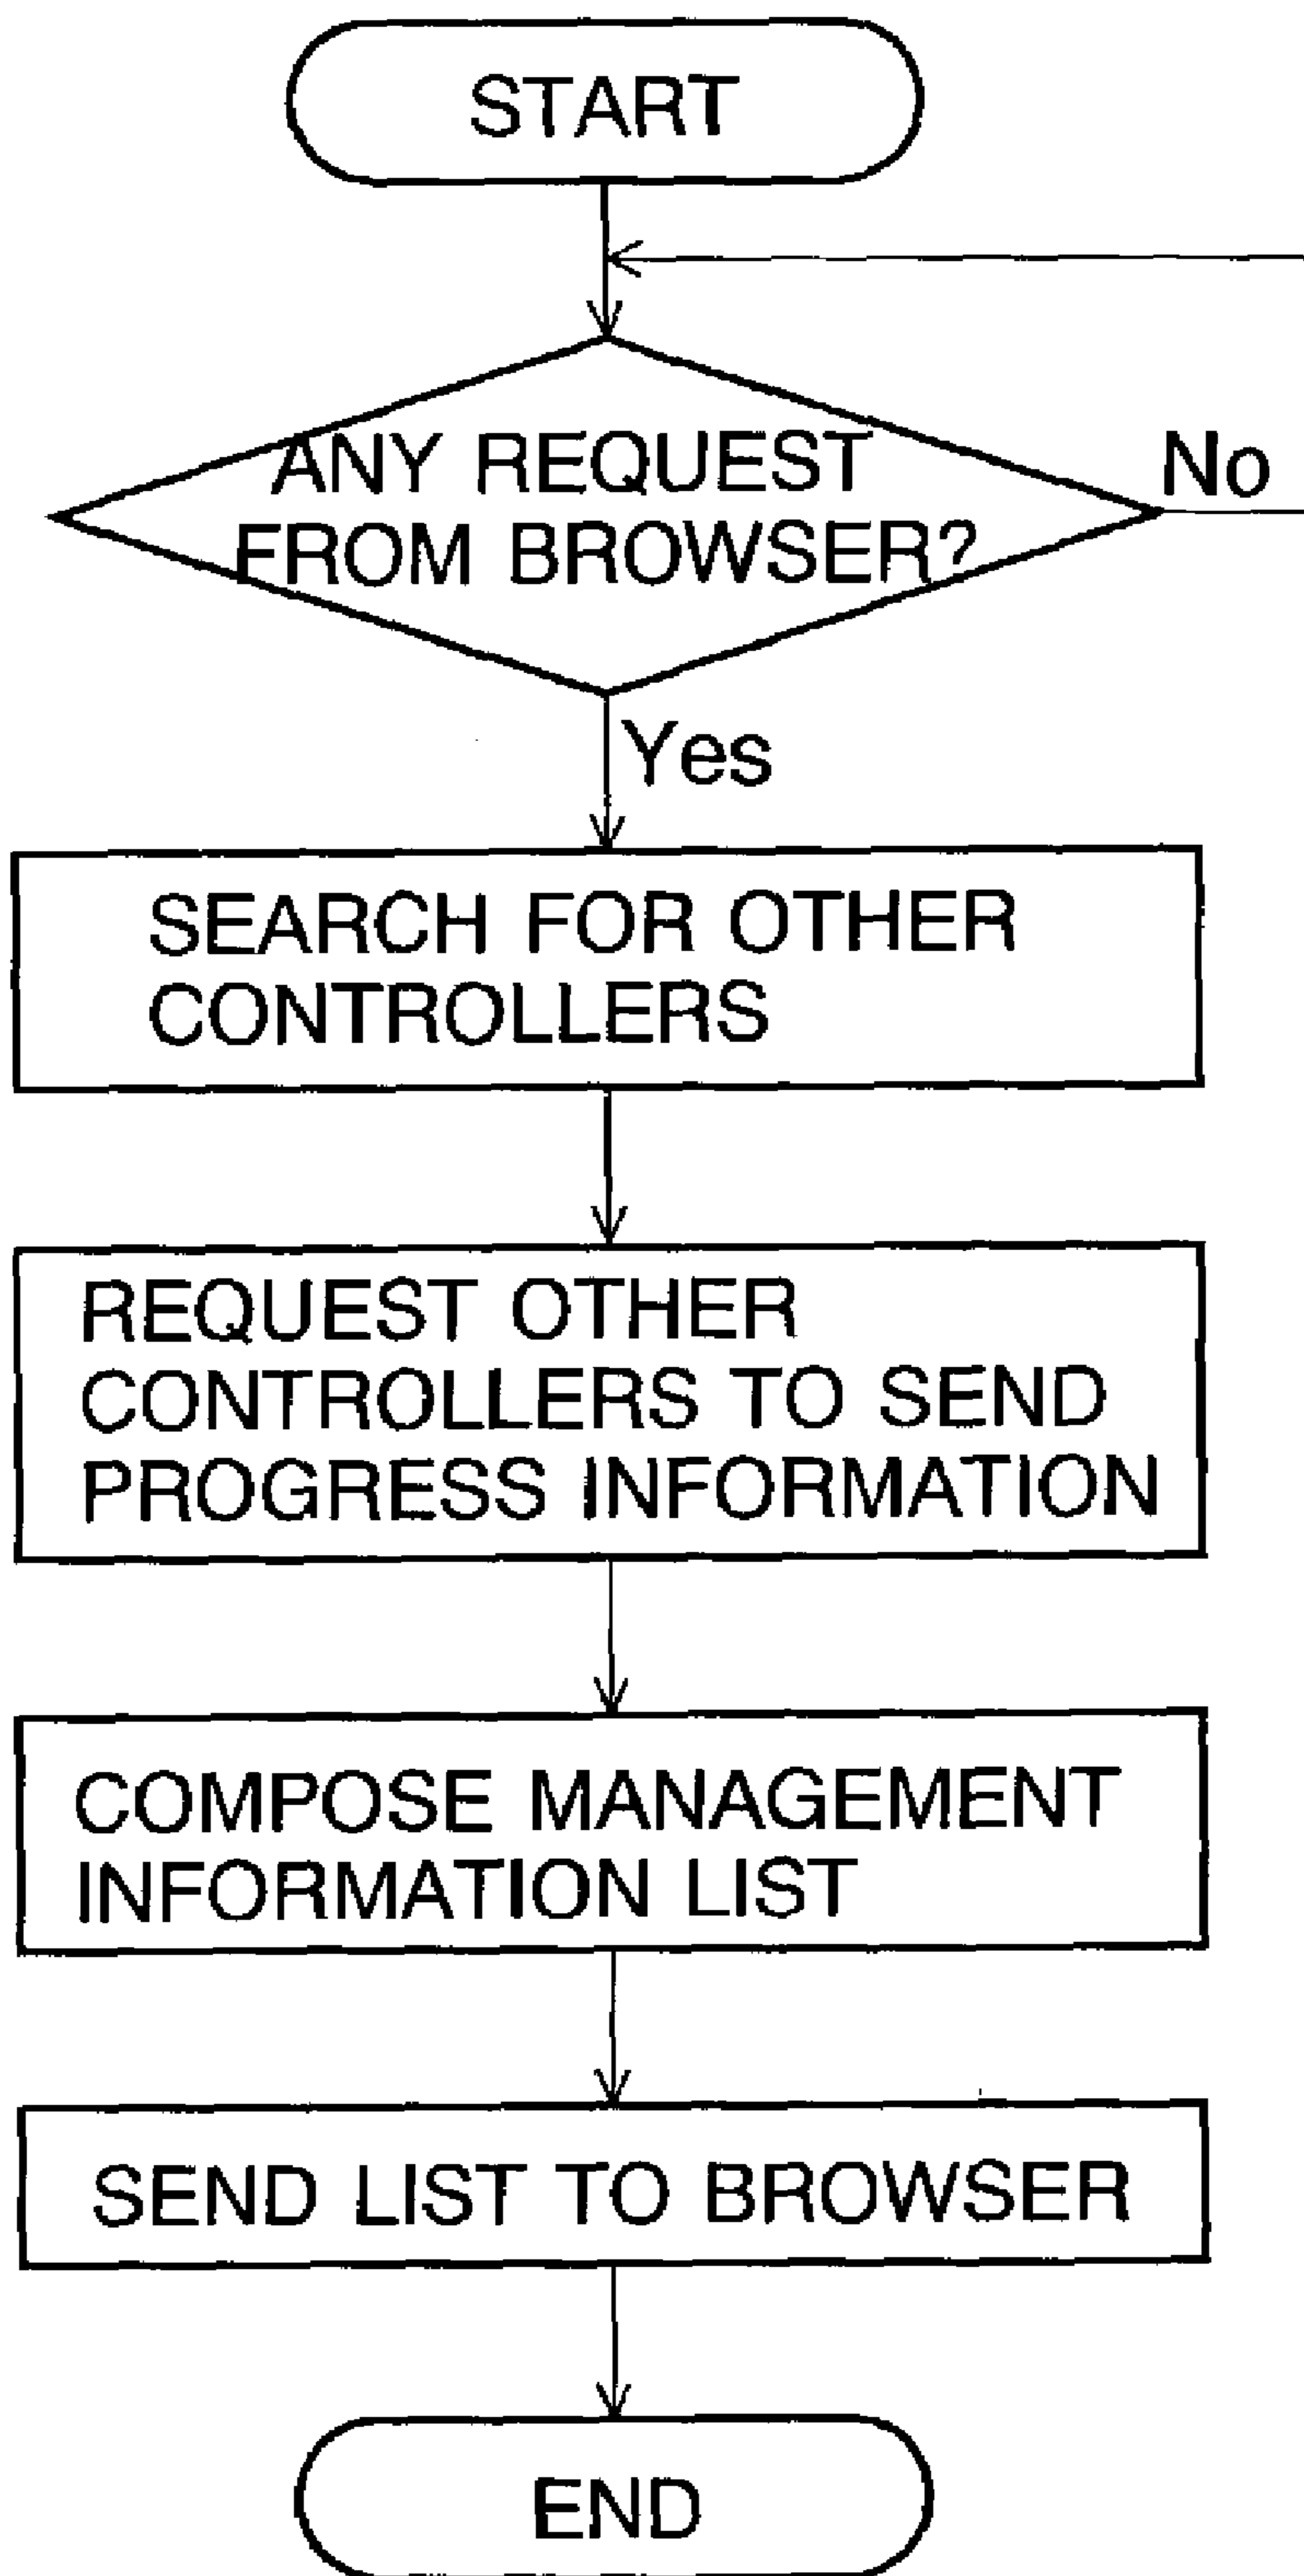 START
ANY REQUEST
FROM BROWSER?
No
Yes
SEARCH FOR OTHER
CONTROLLERS
REQUEST OTHER
CONTROLLERS TO SEND
PROGRESS INFORMATION
COMPOSE MANAGEMENT
INFORMATION LIST
SEND LIST TO BROWSER
END